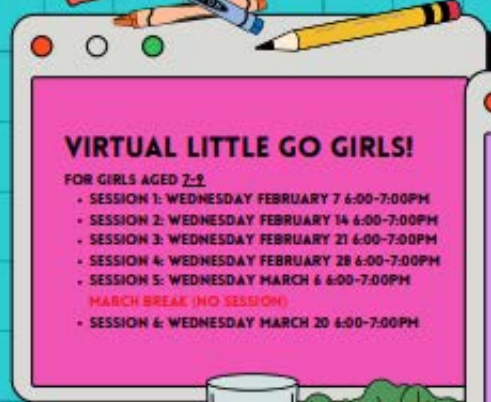 VIRTUAL LITTLE GO GIRLS!
FOR GIRLS AGED 7-9
• SESSION 1: WEDNESDAY FEBRUARY 7 6:00-7:00PM
• SESSION 2: WEDNESDAY FEBRUARY 14 6:00-7:00PM
• SESSION 3: WEDNESDAY FEBRUARY 21 6:00-7:00PM
• SESSION 4: WEDNESDAY FEBRUARY 28 6:00-7:00PM
• SESSION 5: WEDNESDAY MARCH 6 6:00-7:00PM
MARCH BREAK (NO SESSION)
• SESSION 6: WEDNESDAY MARCH 20 6:00-7:00PM